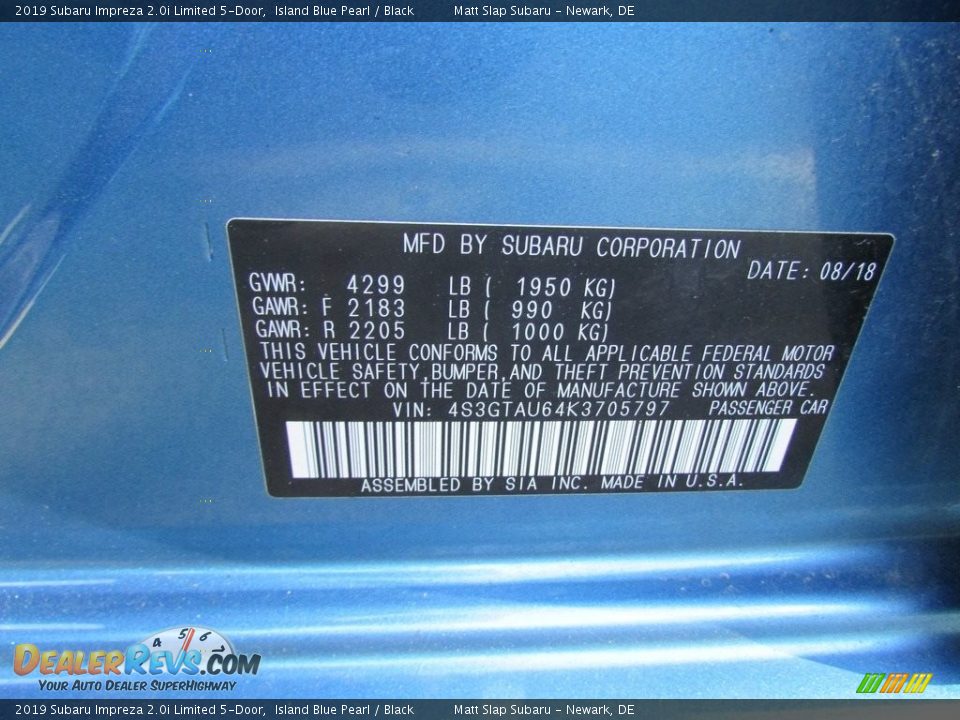 2019 Subaru Impreza 2.0i Limited 5-Door, Island Blue Pearl / Black Matt Slap Subaru - Newark, DE
MFD BY SUBARU CORPORATION
DATE: 08/18
GVWR: 4299 LB ( 1950 KG)
GAWR: F 2183 LB ( 990 KG)
GAWR: R 2205 LB ( 1000 KG)
THIS VEHICLE CONFORMS TO ALL APPLICABLE FEDERAL MOTOR
VEHICLE SAFETY, BUMPER, AND THEFT PREVENTION STANDARDS
IN EFFECT ON THE DATE OF MANUFACTURE SHOWN ABOVE.
VIN: 4S3GTAU64K3705797 PASSENGER CAR
ASSEMBLED BY SIA INC. MADE IN U.S.A.
4 5 6
DEALERREVS.COM
YOUR AUTO DEALER SUPERHIGHWAY
2019 Subaru Impreza 2.0i Limited 5-Door, Island Blue Pearl / Black Matt Slap Subaru - Newark, DE